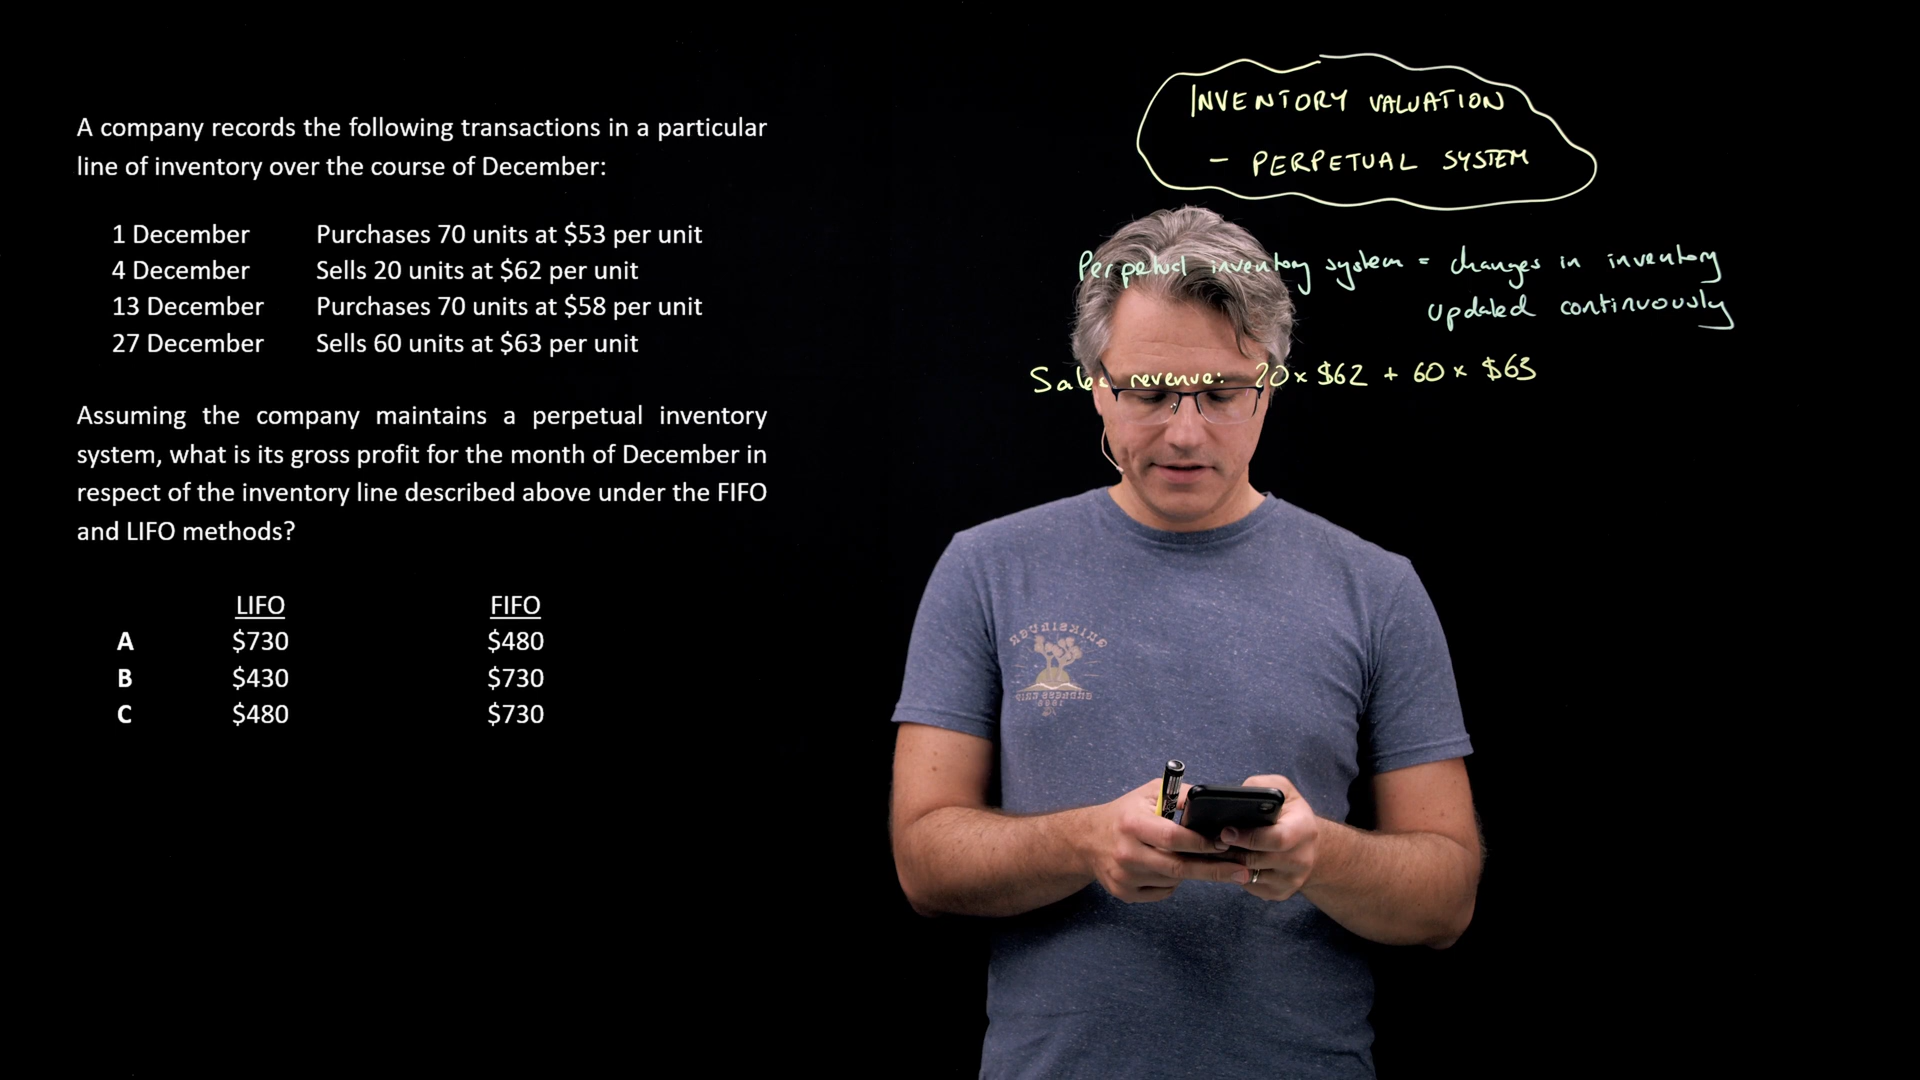 A company records the following transactions in a particular
line of inventory over the course of December:
1 December Purchases 70 units at $53 per unit
4 December Sells 20 units at $62 per unit
13 December Purchases 70 units at $58 per unit
27 December Sells 60 units at $63 per unit
Assuming the company maintains a perpetual inventory
system, what is its gross profit for the month of December in
respect of the inventory line described above under the FIFO
and LIFO methods?
LIFO FIFO
A $730 $480
B $430 $730
C $480 $730
INVENTORY VALUATION
- PERPETUAL SYSTEM
Perpetual inventory system = changes in inventory
updated continuously
Sales revenue: 20 x $62 + 60 x $63